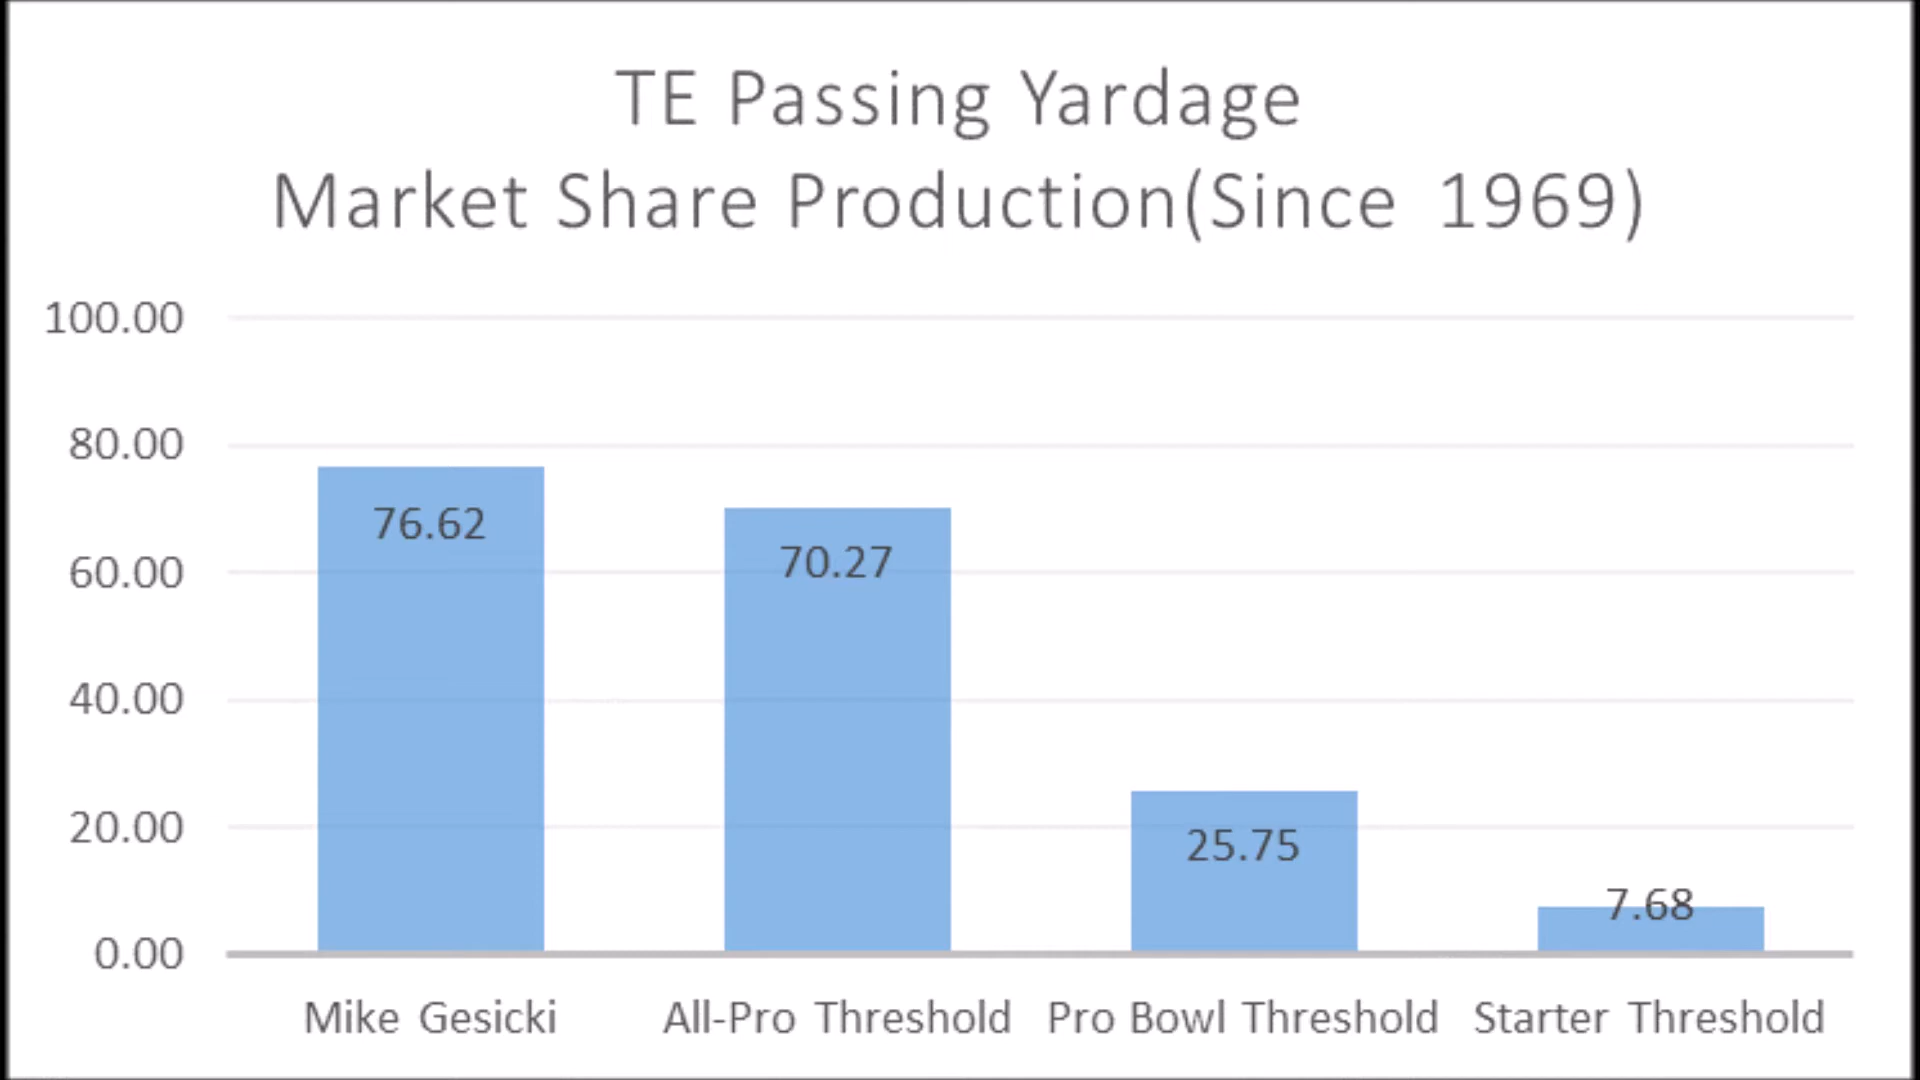 TE Passing Yardage
Market Share Production(Since 1969)
100.00
80.00
60.00
40.00
20.00
0.00
76.62
70.27
25.75
7.68
Mike Gesicki
All-Pro Threshold
Pro Bowl Threshold
Starter Threshold